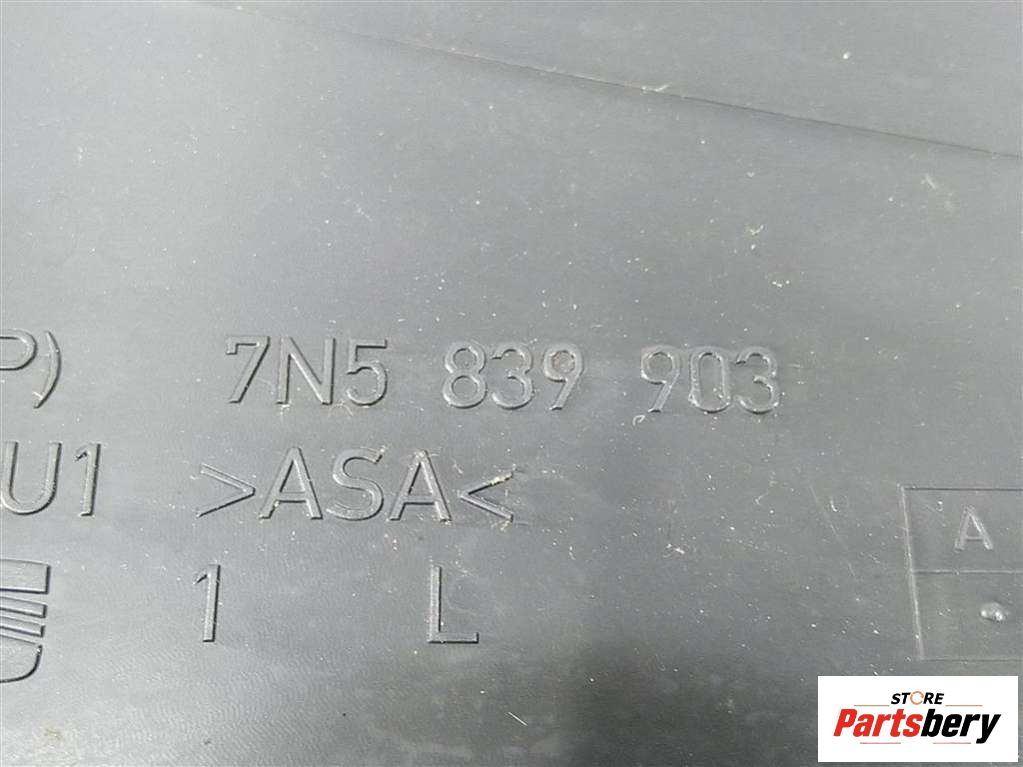 P) 7N5 839 903
U1 >ASA<
1 L
A
STORE
Partsbery